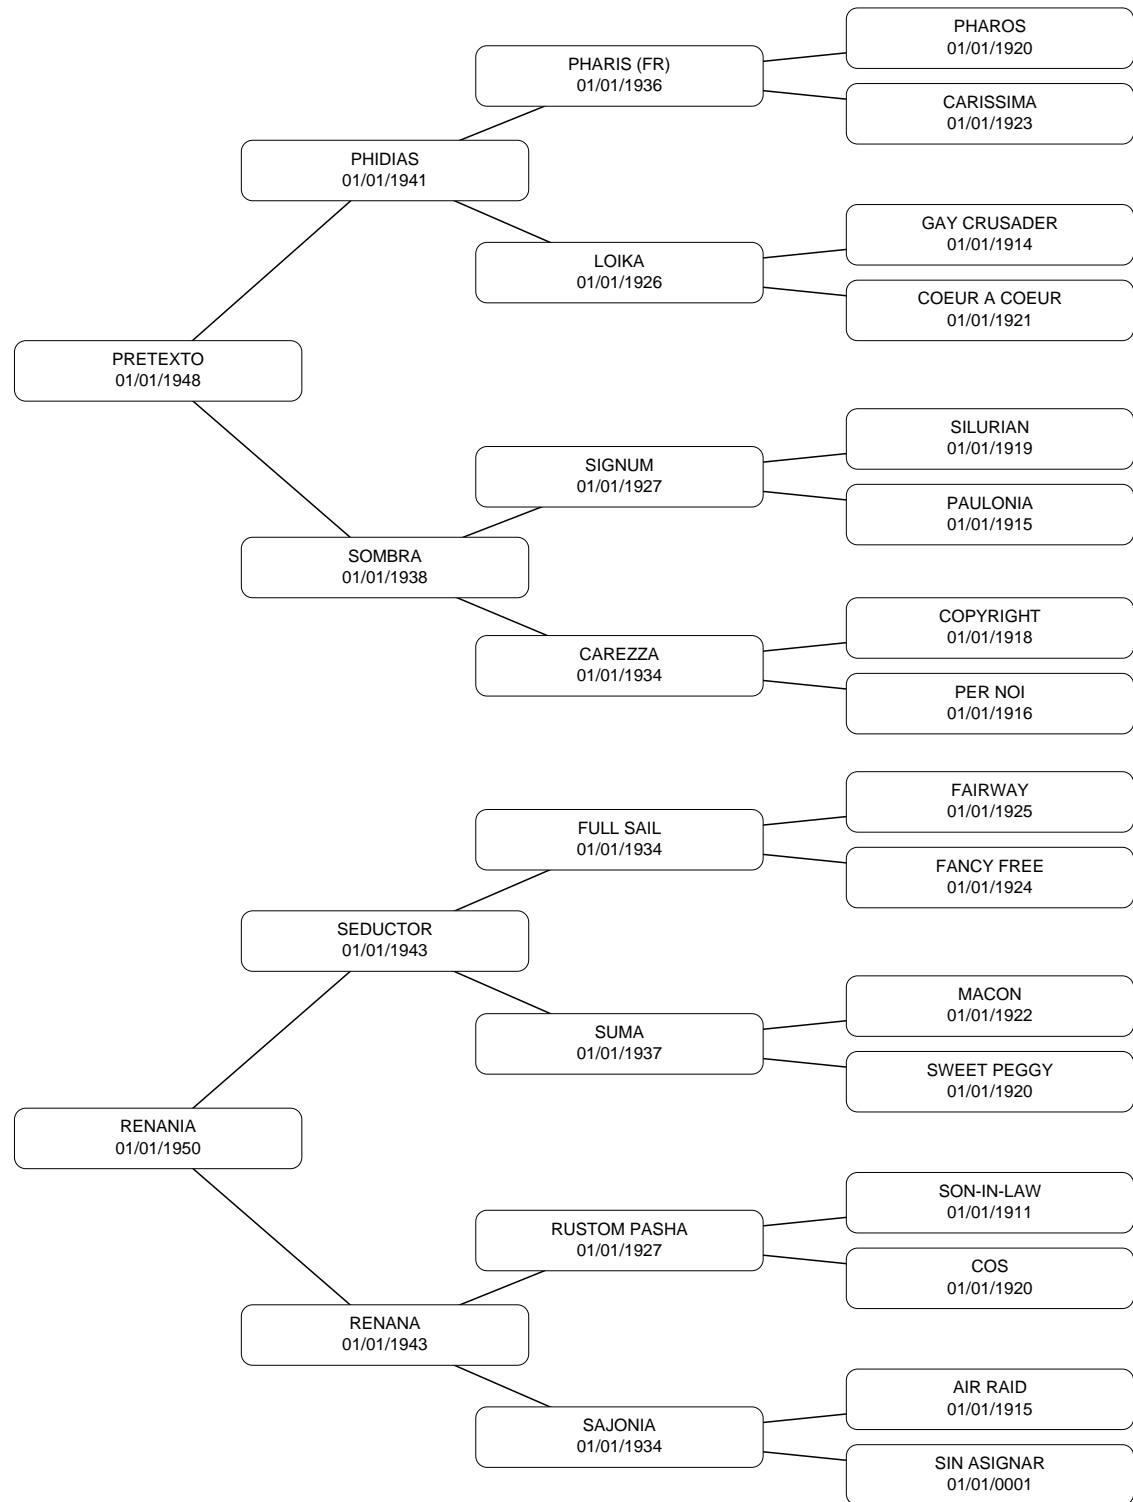 PHAROS
01/01/1920
PHARIS (FR)
01/01/1936
CARISSIMA
01/01/1923
PHIDIAS
01/01/1941
GAY CRUSADER
01/01/1914
LOIKA
01/01/1926
COEUR A COEUR
01/01/1921
PRETEXTO
01/01/1948
SILURIAN
01/01/1919
SIGNUM
01/01/1927
PAULONIA
01/01/1915
SOMBRA
01/01/1938
COPYRIGHT
01/01/1918
CAREZZA
01/01/1934
PER NOI
01/01/1916
FAIRWAY
01/01/1925
FULL SAIL
01/01/1934
FANCY FREE
01/01/1924
SEDUCTOR
01/01/1943
MACON
01/01/1922
SUMA
01/01/1937
SWEET PEGGY
01/01/1920
RENANIA
01/01/1950
SON-IN-LAW
01/01/1911
RUSTOM PASHA
01/01/1927
COS
01/01/1920
RENANA
01/01/1943
AIR RAID
01/01/1915
SAJONIA
01/01/1934
SIN ASIGNAR
01/01/0001